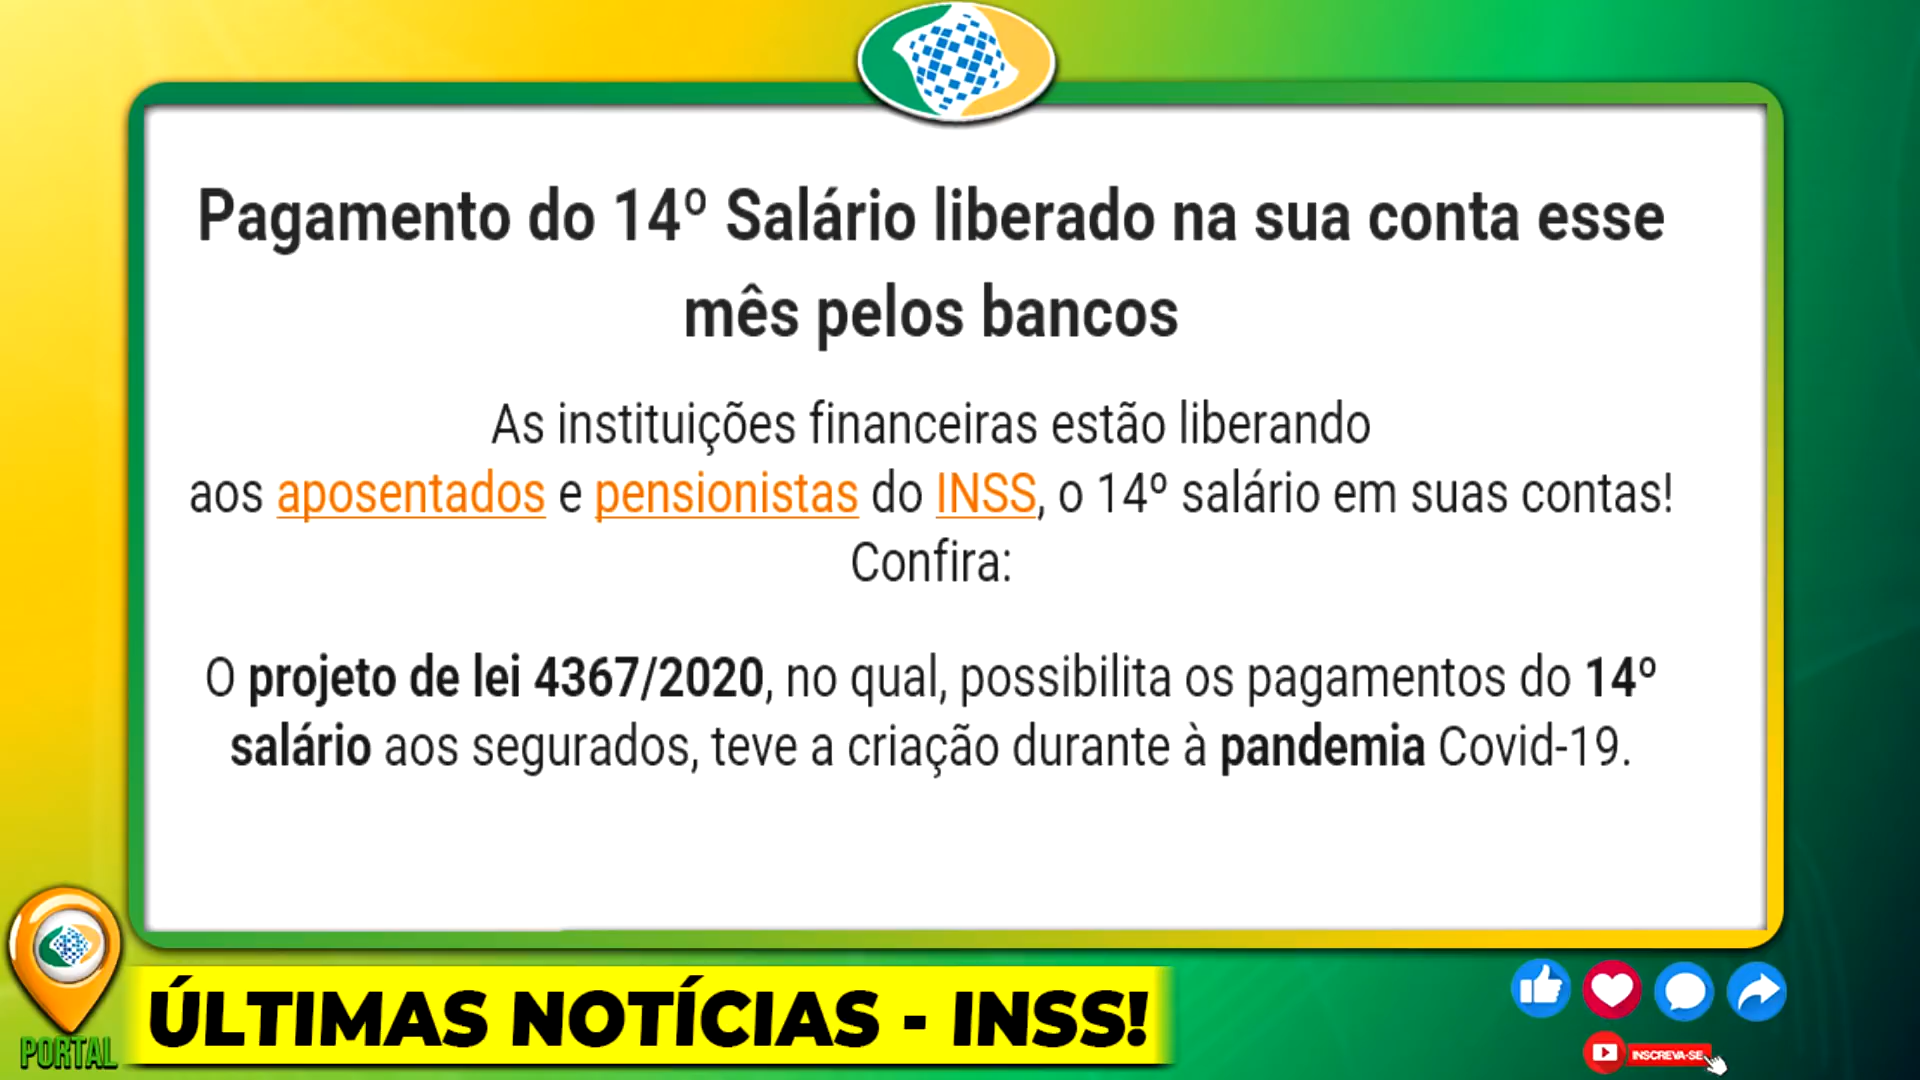 Pagamento do 14º Salário liberado na sua conta esse
mês pelos bancos
As instituições financeiras estão liberando
aos aposentados e pensionistas do INSS, o 14º salário em suas contas!
Confira:
O projeto de lei 4367/2020, no qual, possibilita os pagamentos do 14º
salário aos segurados, teve a criação durante à pandemia Covid-19.
PORTAL
ÚLTIMAS NOTÍCIAS - INSS!
INSCREVA-SE